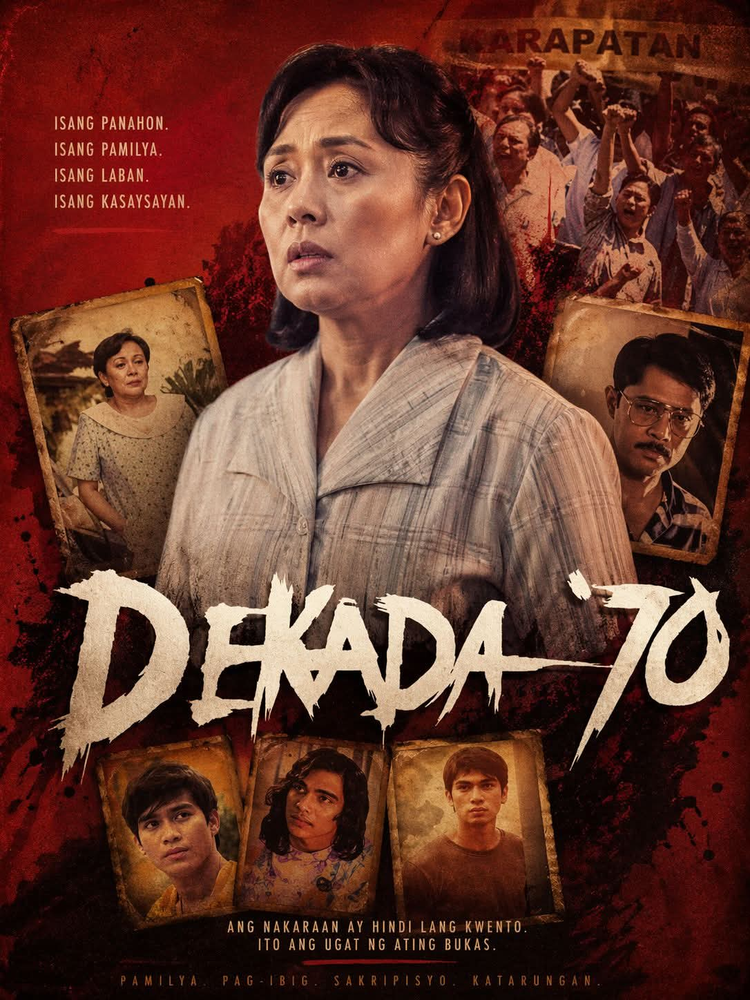 KARAPATAN
ISANG PANAHON.
ISANG PAMILYA.
ISANG LABAN.
ISANG KASAYSAYAN.
DEKADA '70
ANG NAKARAAN AY HINDI LANG KWENTO.
ITO ANG UGAT NG ATING BUKAS.
PAMILYA. PAG-IBIG. SAKRIPISYO. KATARUNGAN.